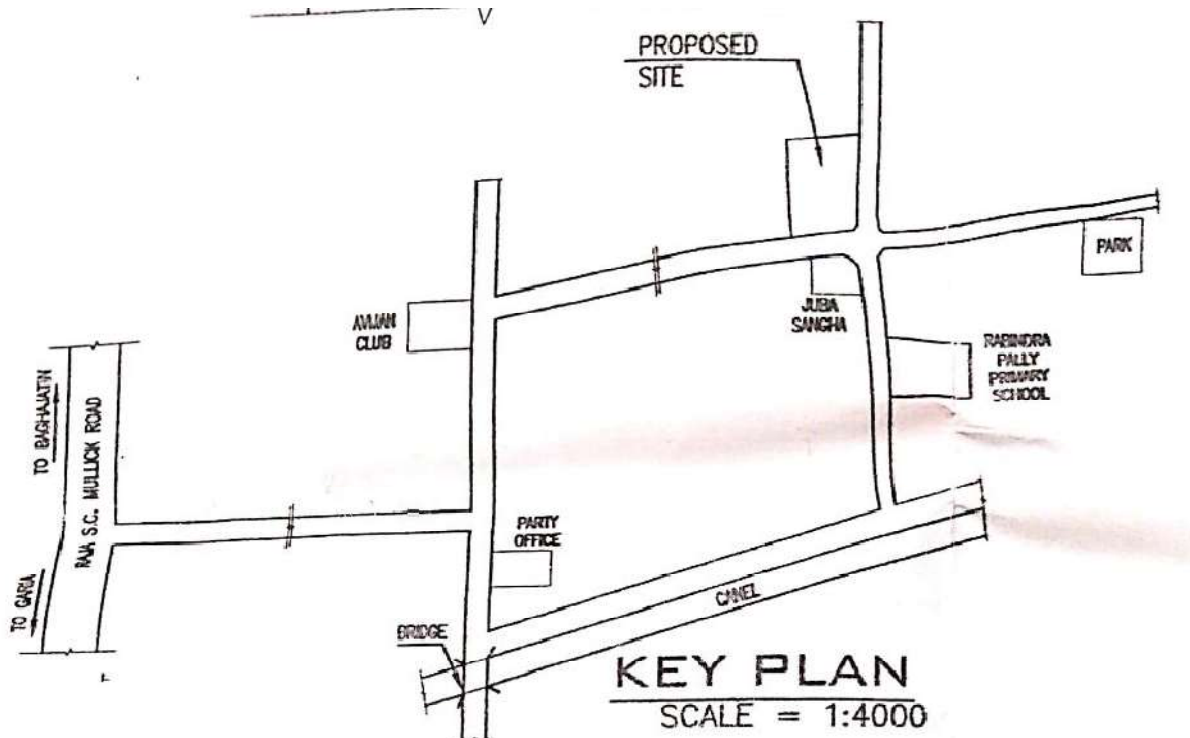 PROPOSED
SITE
PARK
JUBA
SANGHA
AVIJAN
CLUB
RABINDRA
PALLY
PRIMARY
SCHOOL
TO BAGHAJATIN
RAJA S.C. MULLICK ROAD
TO GARIA
PARTY
OFFICE
BRIDGE
CANEL
KEY PLAN
SCALE = 1:4000